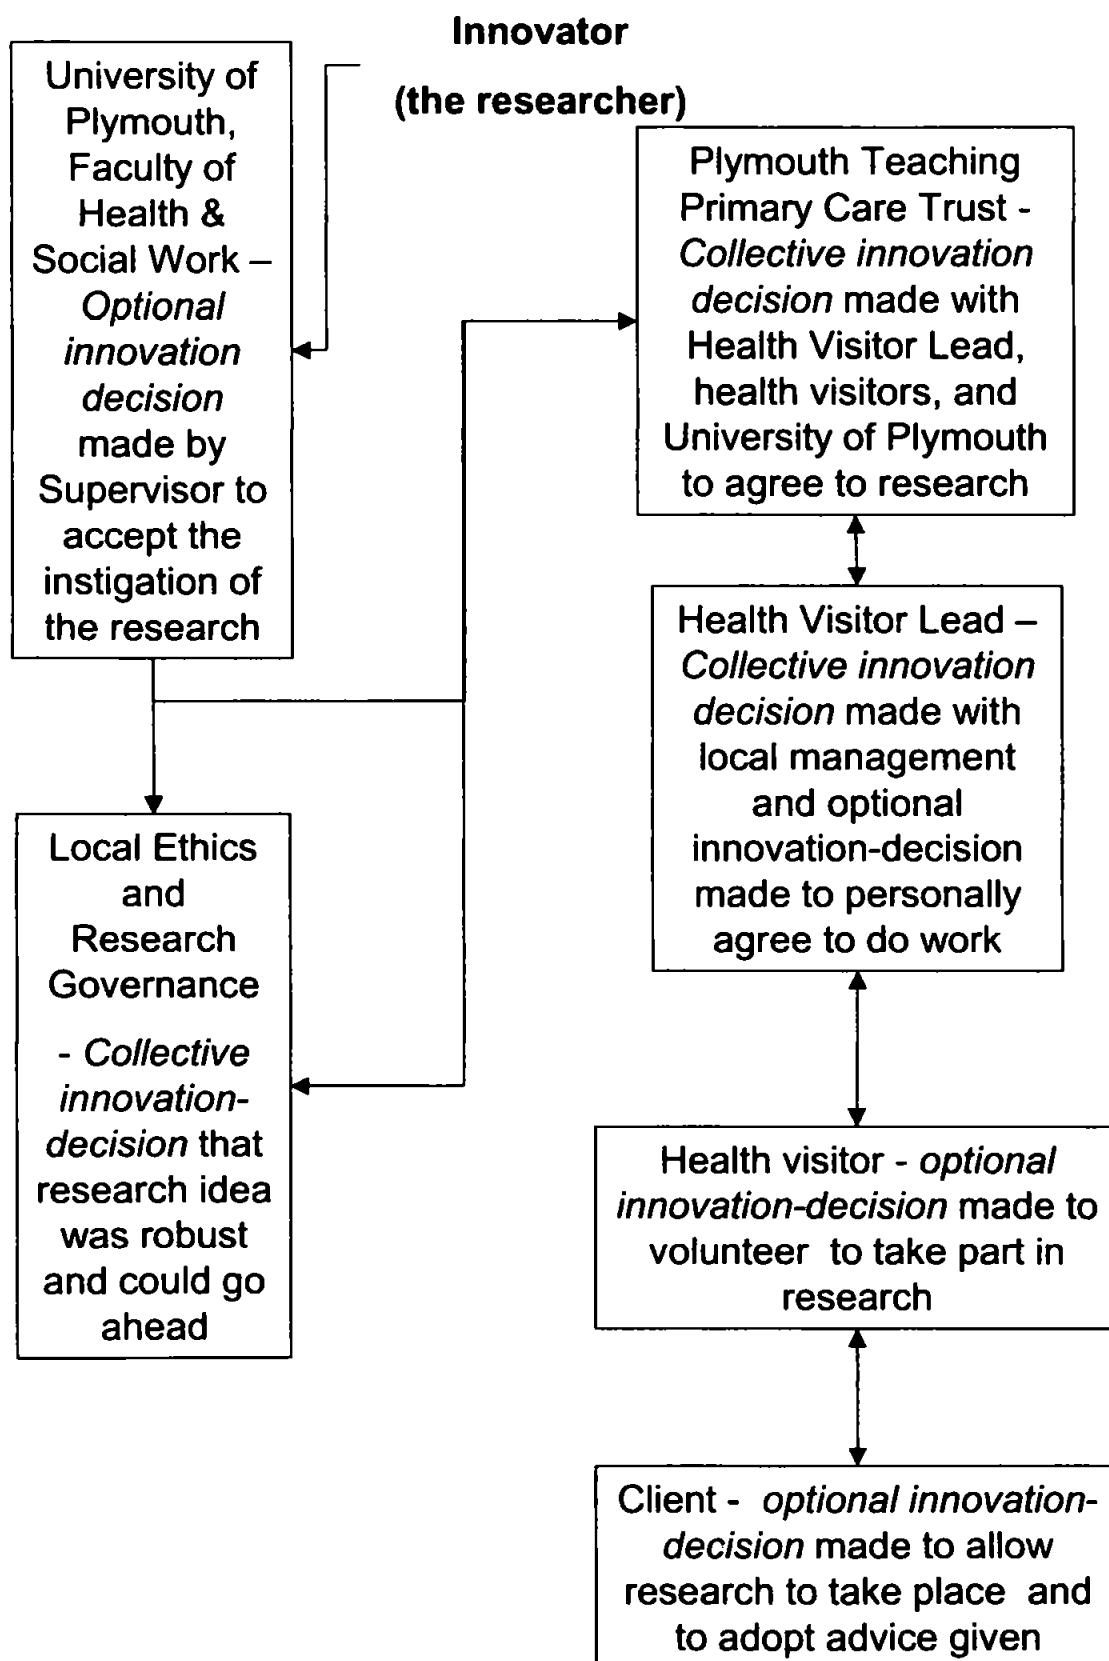 Innovator
(the researcher)
University of
Plymouth,
Faculty of
Health &
Social Work –
Optional
innovation
decision
made by
Supervisor to
accept the
instigation of
the research
Local Ethics
and
Research
Governance
- Collective
innovation-
decision that
research idea
was robust
and could go
ahead
Plymouth Teaching
Primary Care Trust -
Collective innovation
decision made with
Health Visitor Lead,
health visitors, and
University of Plymouth
to agree to research
Health Visitor Lead –
Collective innovation
decision made with
local management
and optional
innovation-decision
made to personally
agree to do work
Health visitor - optional
innovation-decision made to
volunteer to take part in
research
Client - optional innovation-
decision made to allow
research to take place and
to adopt advice given